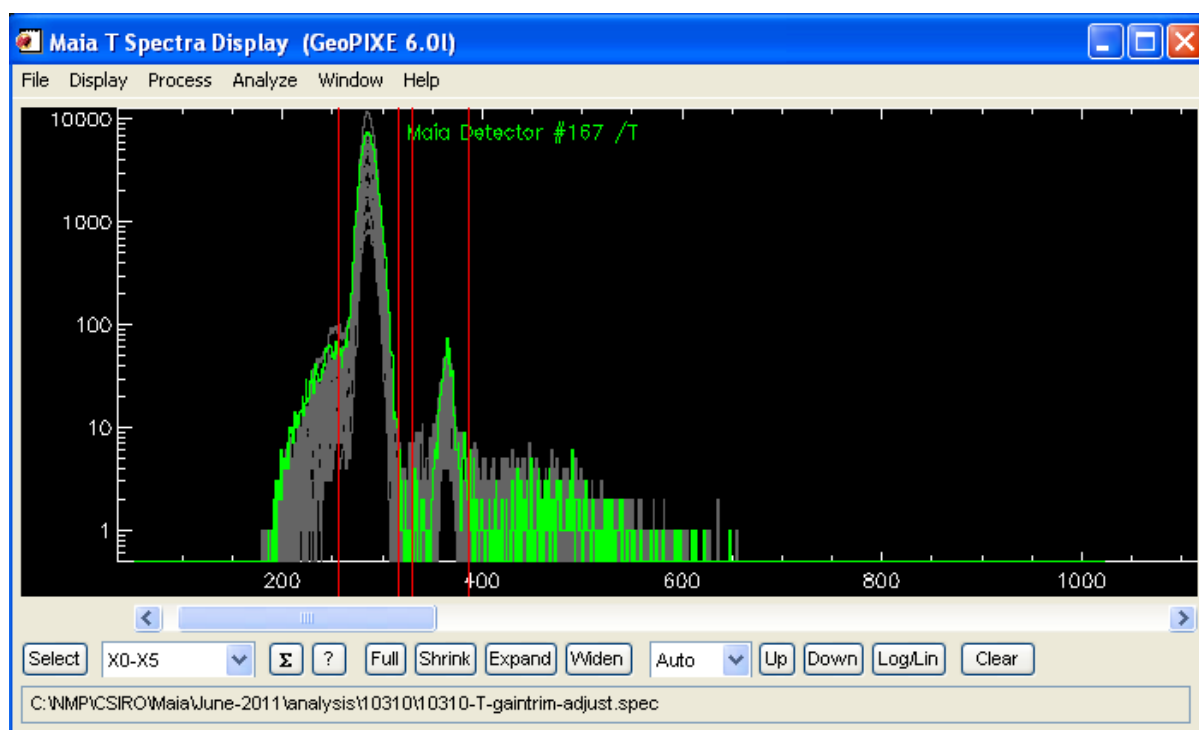 Maia T Spectra Display (GeoPIXE 6.0l)
File Display Process Analyze Window Help
10000
Maia Detector #167 /T
1000
100
10
1
200 400 600 800 1000
Select X0-X5 Σ ? Full Shrink Expand Widen Auto Up Down Log/Lin Clear
C:\NMP\CSIRO\Maia\June-2011\analysis\10310\10310-T-gaintrim-adjust.spec